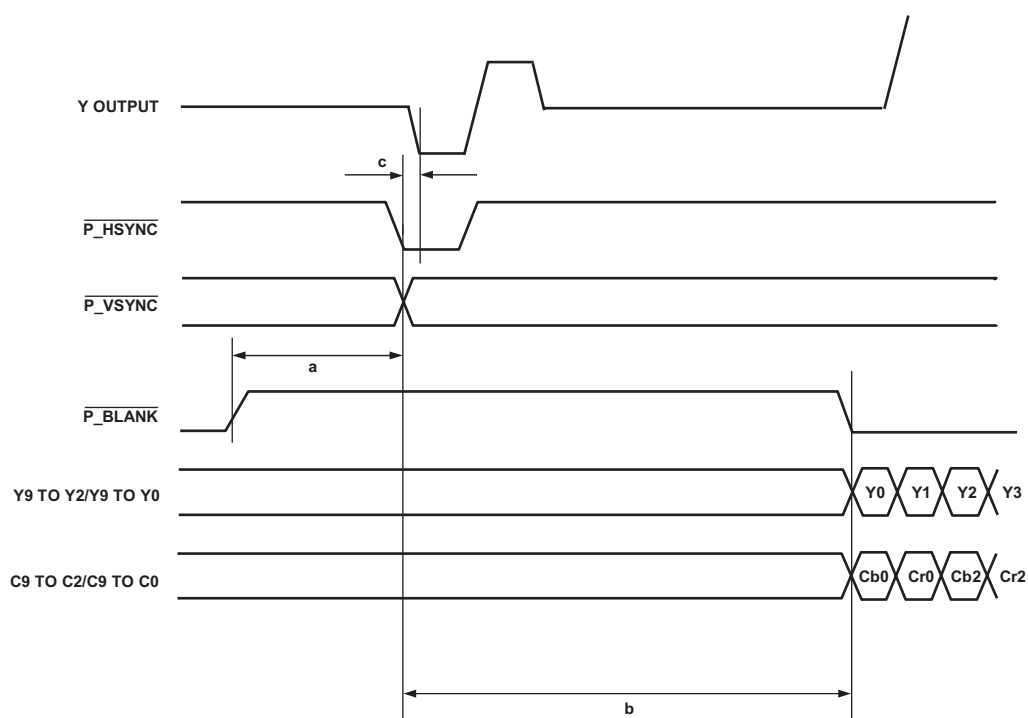 Y OUTPUT
c
P_HSYNC
P_VSYNC
a
P_BLANK
Y9 TO Y2/Y9 TO Y0
Y0 Y1 Y2 Y3
C9 TO C2/C9 TO C0
Cb0 Cr0 Cb2 Cr2
b